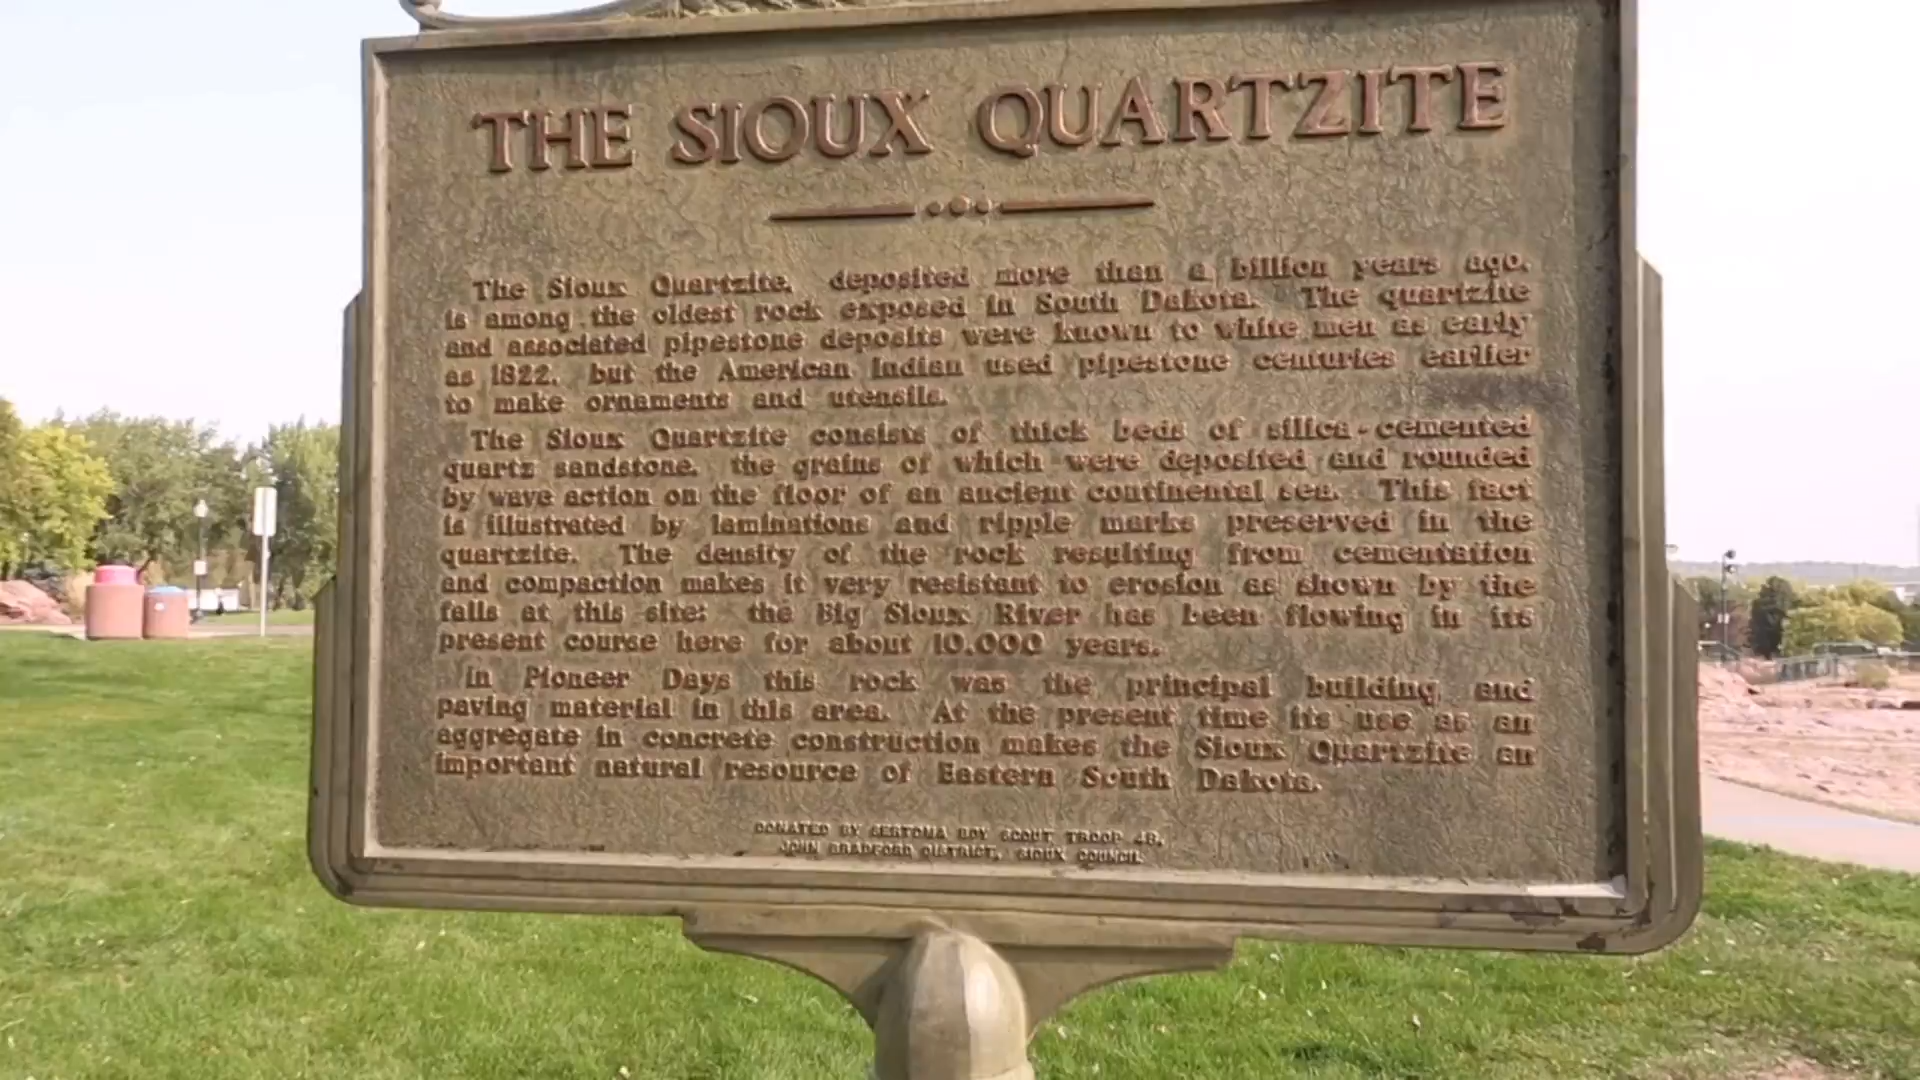 THE SIOUX QUARTZITE
The Sioux Quartzite, deposited more than a billion years ago,
is among the oldest rock exposed in South Dakota. The quartzite
and associated pipestone deposits were known to white men as early
as 1822, but the American Indian used pipestone centuries earlier
to make ornaments and utensils.
The Sioux Quartzite consists of thick beds of silica-cemented
quartz sandstone, the grains of which were deposited and rounded
by wave action on the floor of an ancient continental sea. This fact
is illustrated by laminations and ripple marks preserved in the
quartzite. The density of the rock resulting from cementation
and compaction makes it very resistant to erosion as shown by the
falls at this site; the Big Sioux River has been flowing in its
present course here for about 10,000 years.
In Pioneer Days this rock was the principal building and
paving material in this area. At the present time its use as an
aggregate in concrete construction makes the Sioux Quartzite an
important natural resource of Eastern South Dakota.
DONATED BY SERTOMA BOY SCOUT TROOP 48,
JOHN BRADFORD DISTRICT, SIOUX COUNCIL